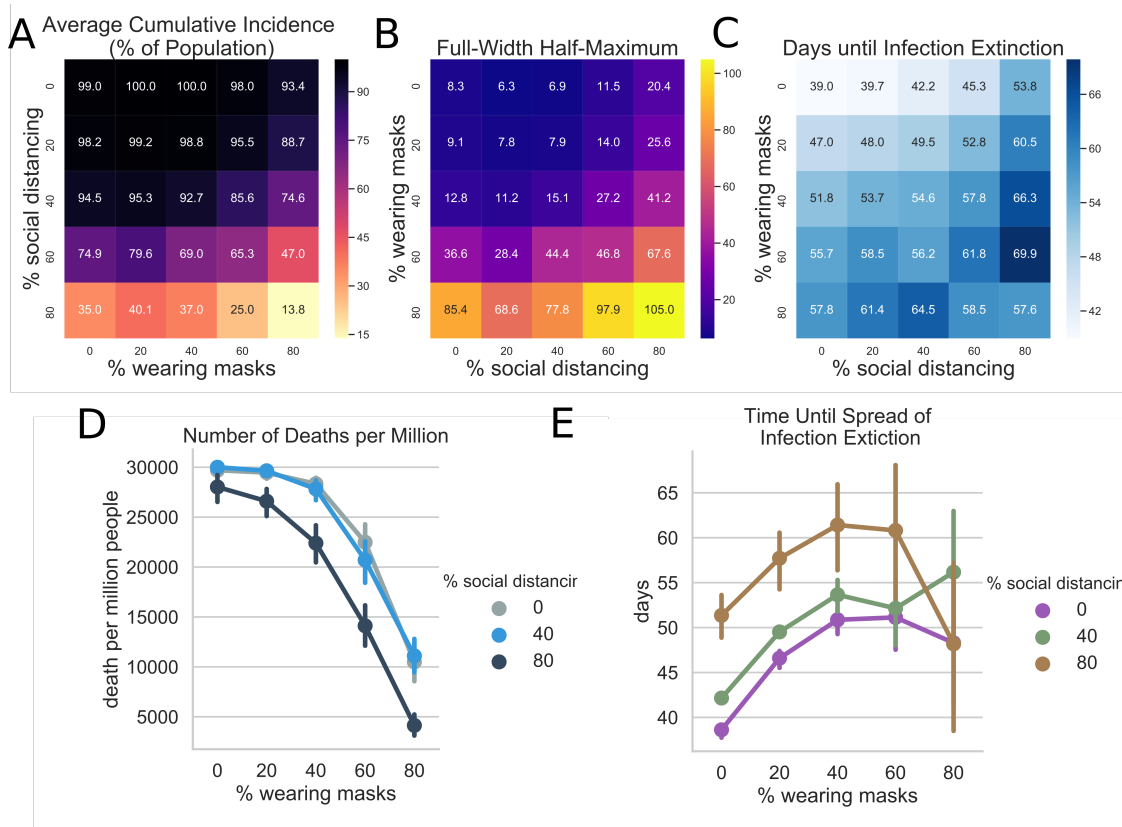 A
Average Cumulative Incidence
(% of Population)
99.0 100.0 100.0 98.0 93.4
98.2 99.2 98.8 95.5 88.7
94.5 95.3 92.7 85.6 74.6
74.9 79.6 69.0 65.3 47.0
35.0 40.1 37.0 25.0 13.8
0
20
40
60
80
% social distancing
0 20 40 60 80
% wearing masks
90
75
60
45
30
15
B
Full-Width Half-Maximum
8.3 6.3 6.9 11.5 20.4
9.1 7.8 7.9 14.0 25.6
12.8 11.2 15.1 27.2 41.2
36.6 28.4 44.4 46.8 67.6
85.4 68.6 77.8 97.9 105.0
0
20
40
60
80
% wearing masks
0 20 40 60 80
% social distancing
100
80
60
40
20
C
Days until Infection Extinction
39.0 39.7 42.2 45.3 53.8
47.0 48.0 49.5 52.8 60.5
51.8 53.7 54.6 57.8 66.3
55.7 58.5 56.2 61.8 69.9
57.8 61.4 64.5 58.5 57.6
0
20
40
60
80
% wearing masks
0 20 40 60 80
% social distancing
66
60
54
48
42
D
Number of Deaths per Million
30000
25000
20000
15000
10000
5000
death per million people
0 20 40 60 80
% wearing masks
% social distancir
0
40
80
E
Time Until Spread of
Infection Extiction
65
60
55
50
45
40
days
0 20 40 60 80
% wearing masks
% social distancin
0
40
80